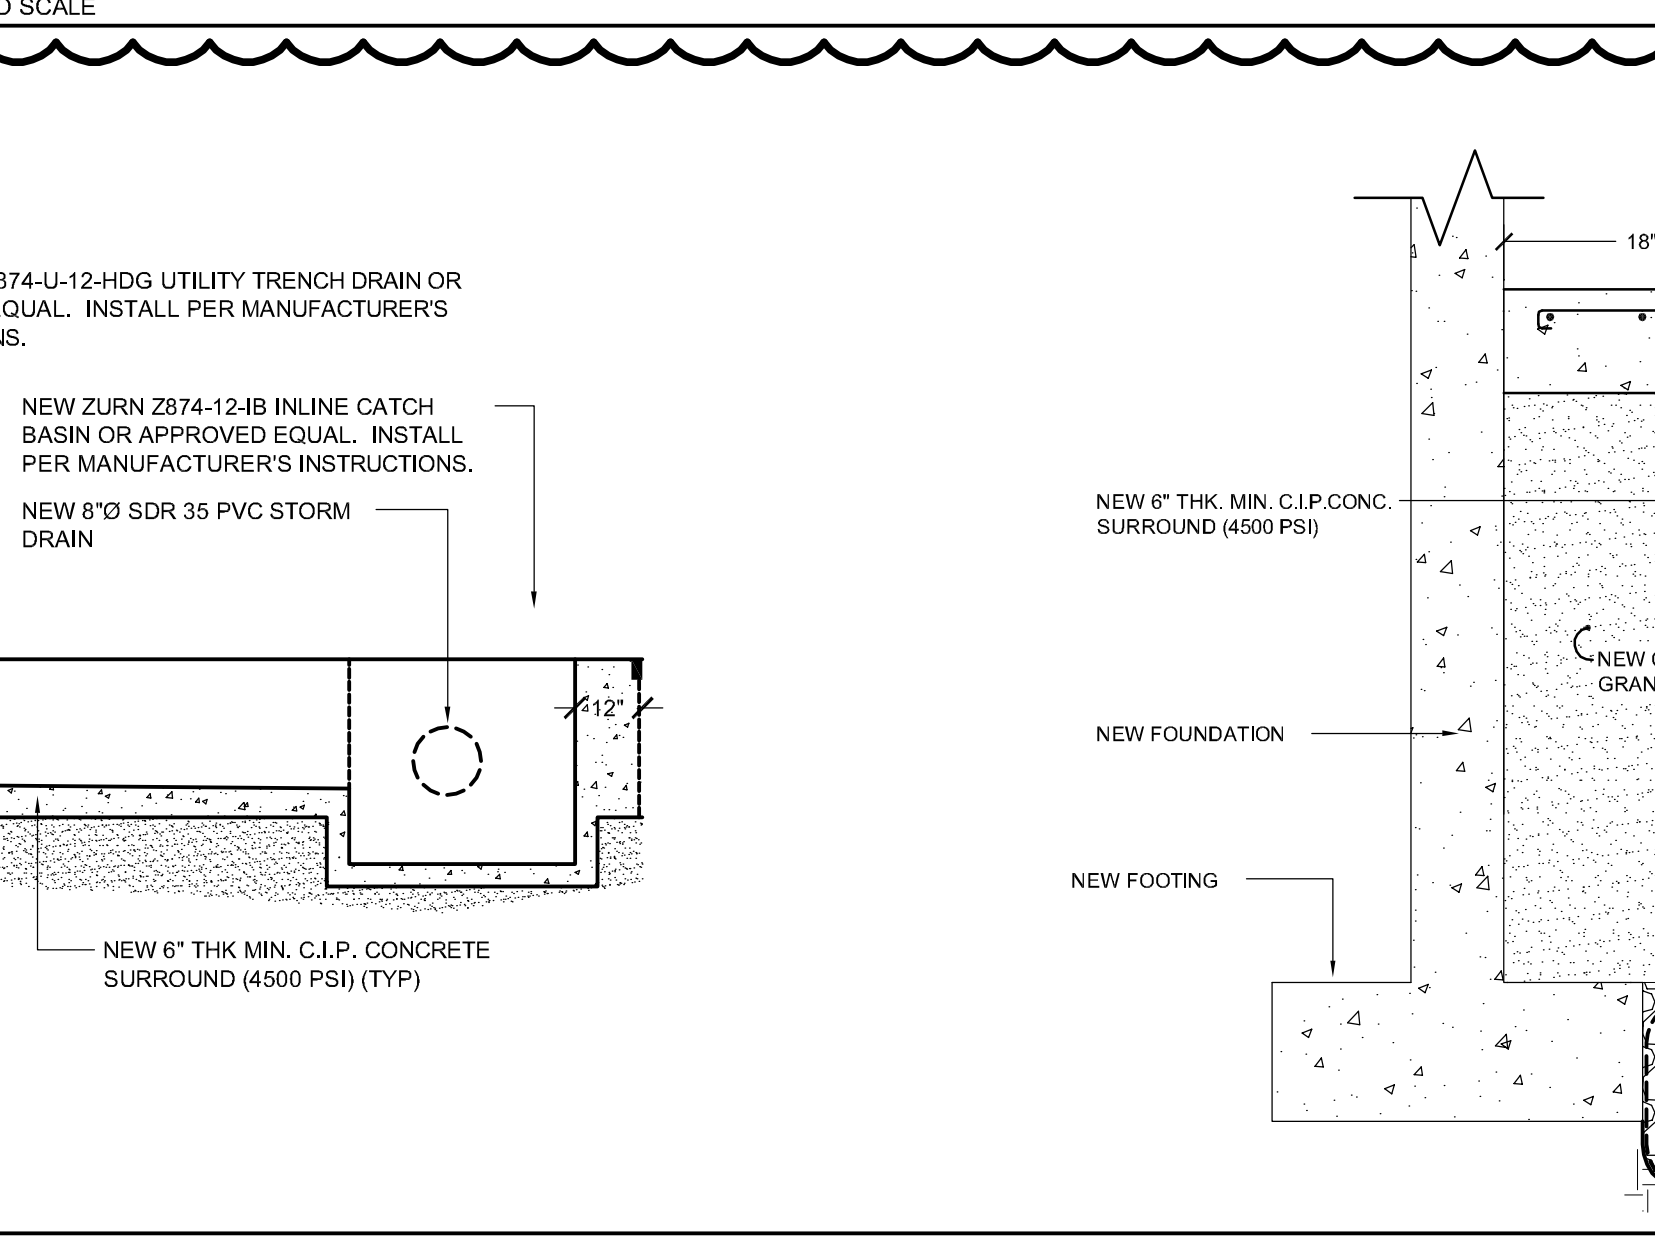 SCALE
874-U-12-HDG UTILITY TRENCH DRAIN OR
EQUAL. INSTALL PER MANUFACTURER'S
NEW ZURN Z874-12-IB INLINE CATCH
BASIN OR APPROVED EQUAL. INSTALL
PER MANUFACTURER'S INSTRUCTIONS.
NEW 8"Ø SDR 35 PVC STORM
DRAIN
12"
NEW 6" THK MIN. C.I.P. CONCRETE
SURROUND (4500 PSI) (TYP)
18"
NEW 6" THK. MIN. C.I.P.CONC.
SURROUND (4500 PSI)
NEW
GRAN
NEW FOUNDATION
NEW FOOTING